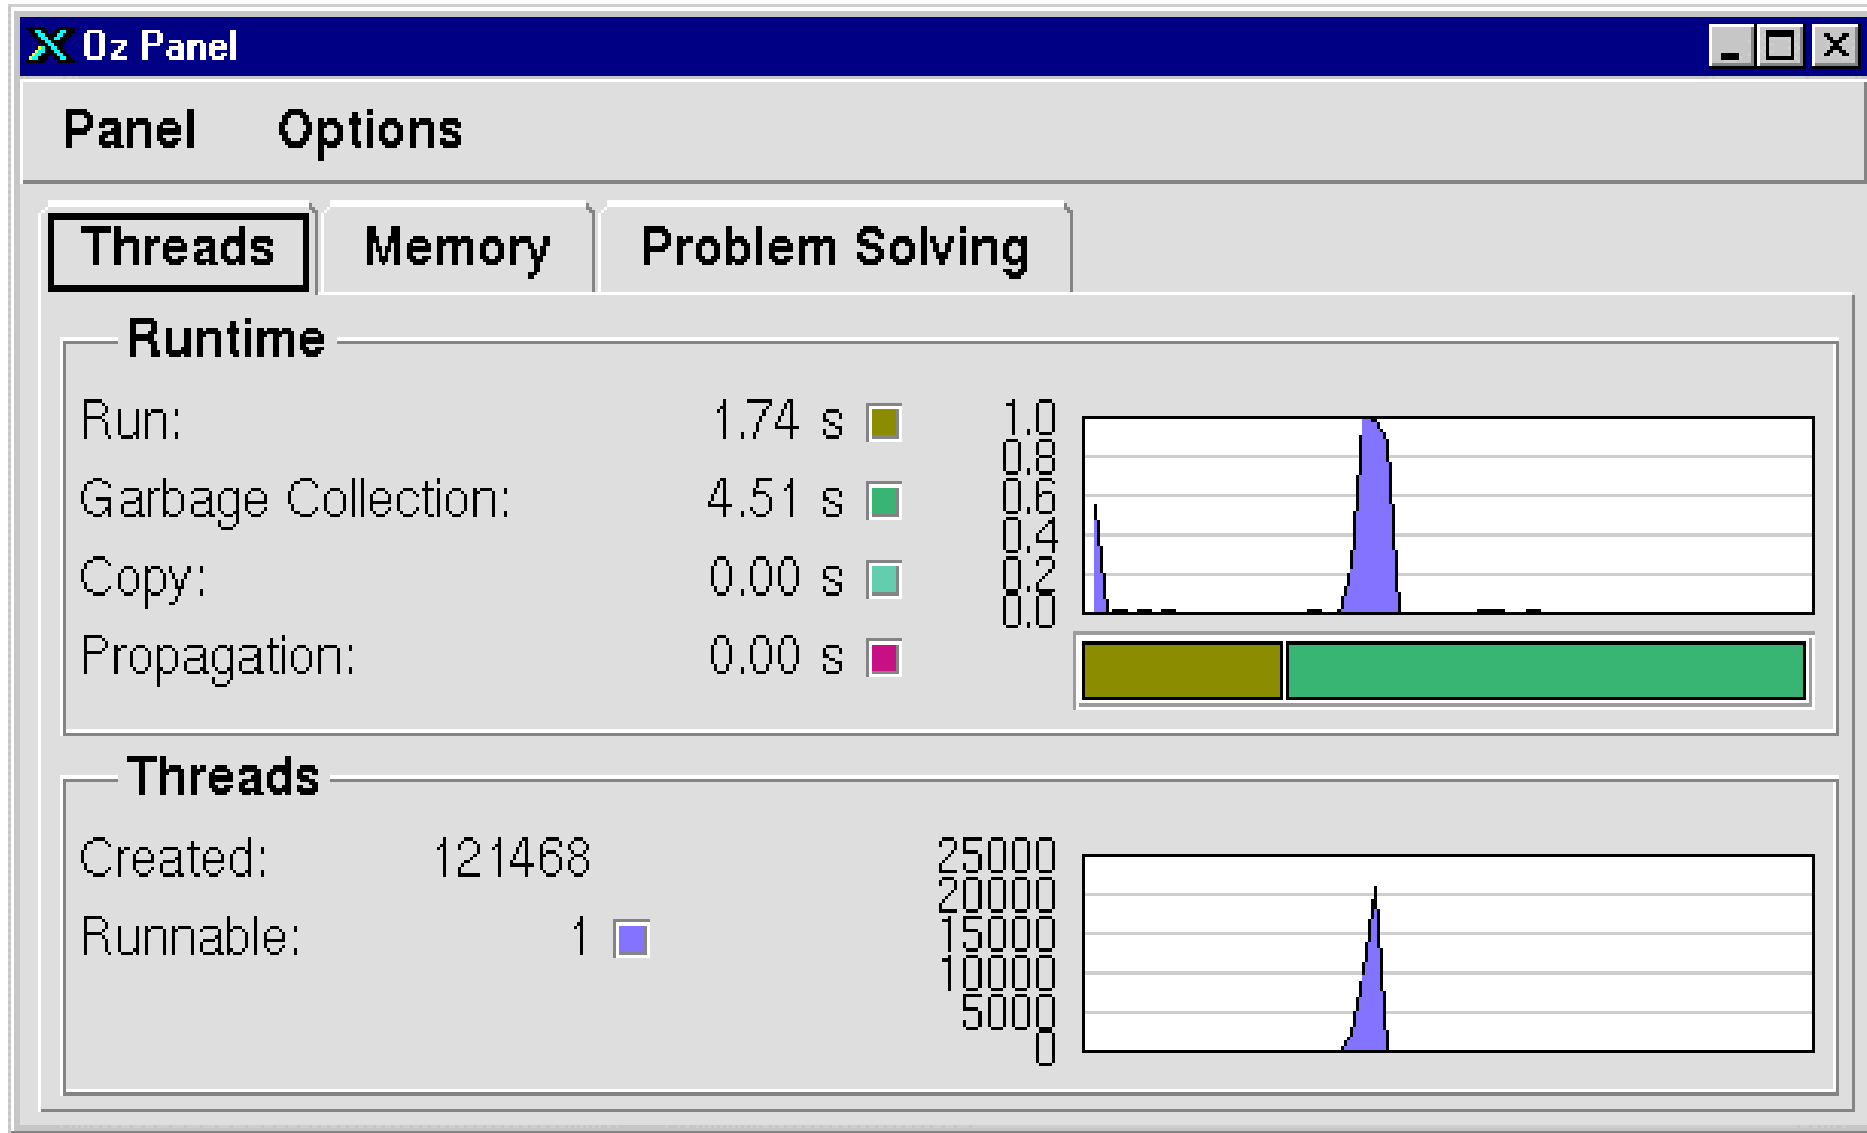 Oz Panel
Panel Options
Threads Memory Problem Solving
Runtime
Run: 1.74 s
Garbage Collection: 4.51 s
Copy: 0.00 s
Propagation: 0.00 s
1.0
0.8
0.6
0.4
0.2
0.0
Threads
Created: 121468
Runnable: 1
25000
20000
15000
10000
5000
0